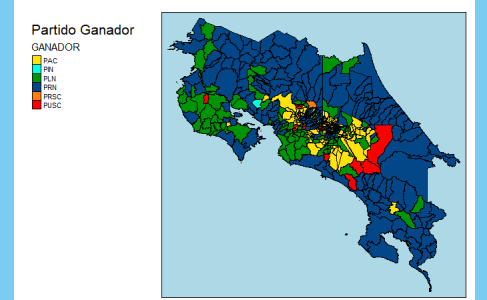 Partido Ganador
GANADOR
PAC
PIN
PLN
PRN
PRSC
PUSC